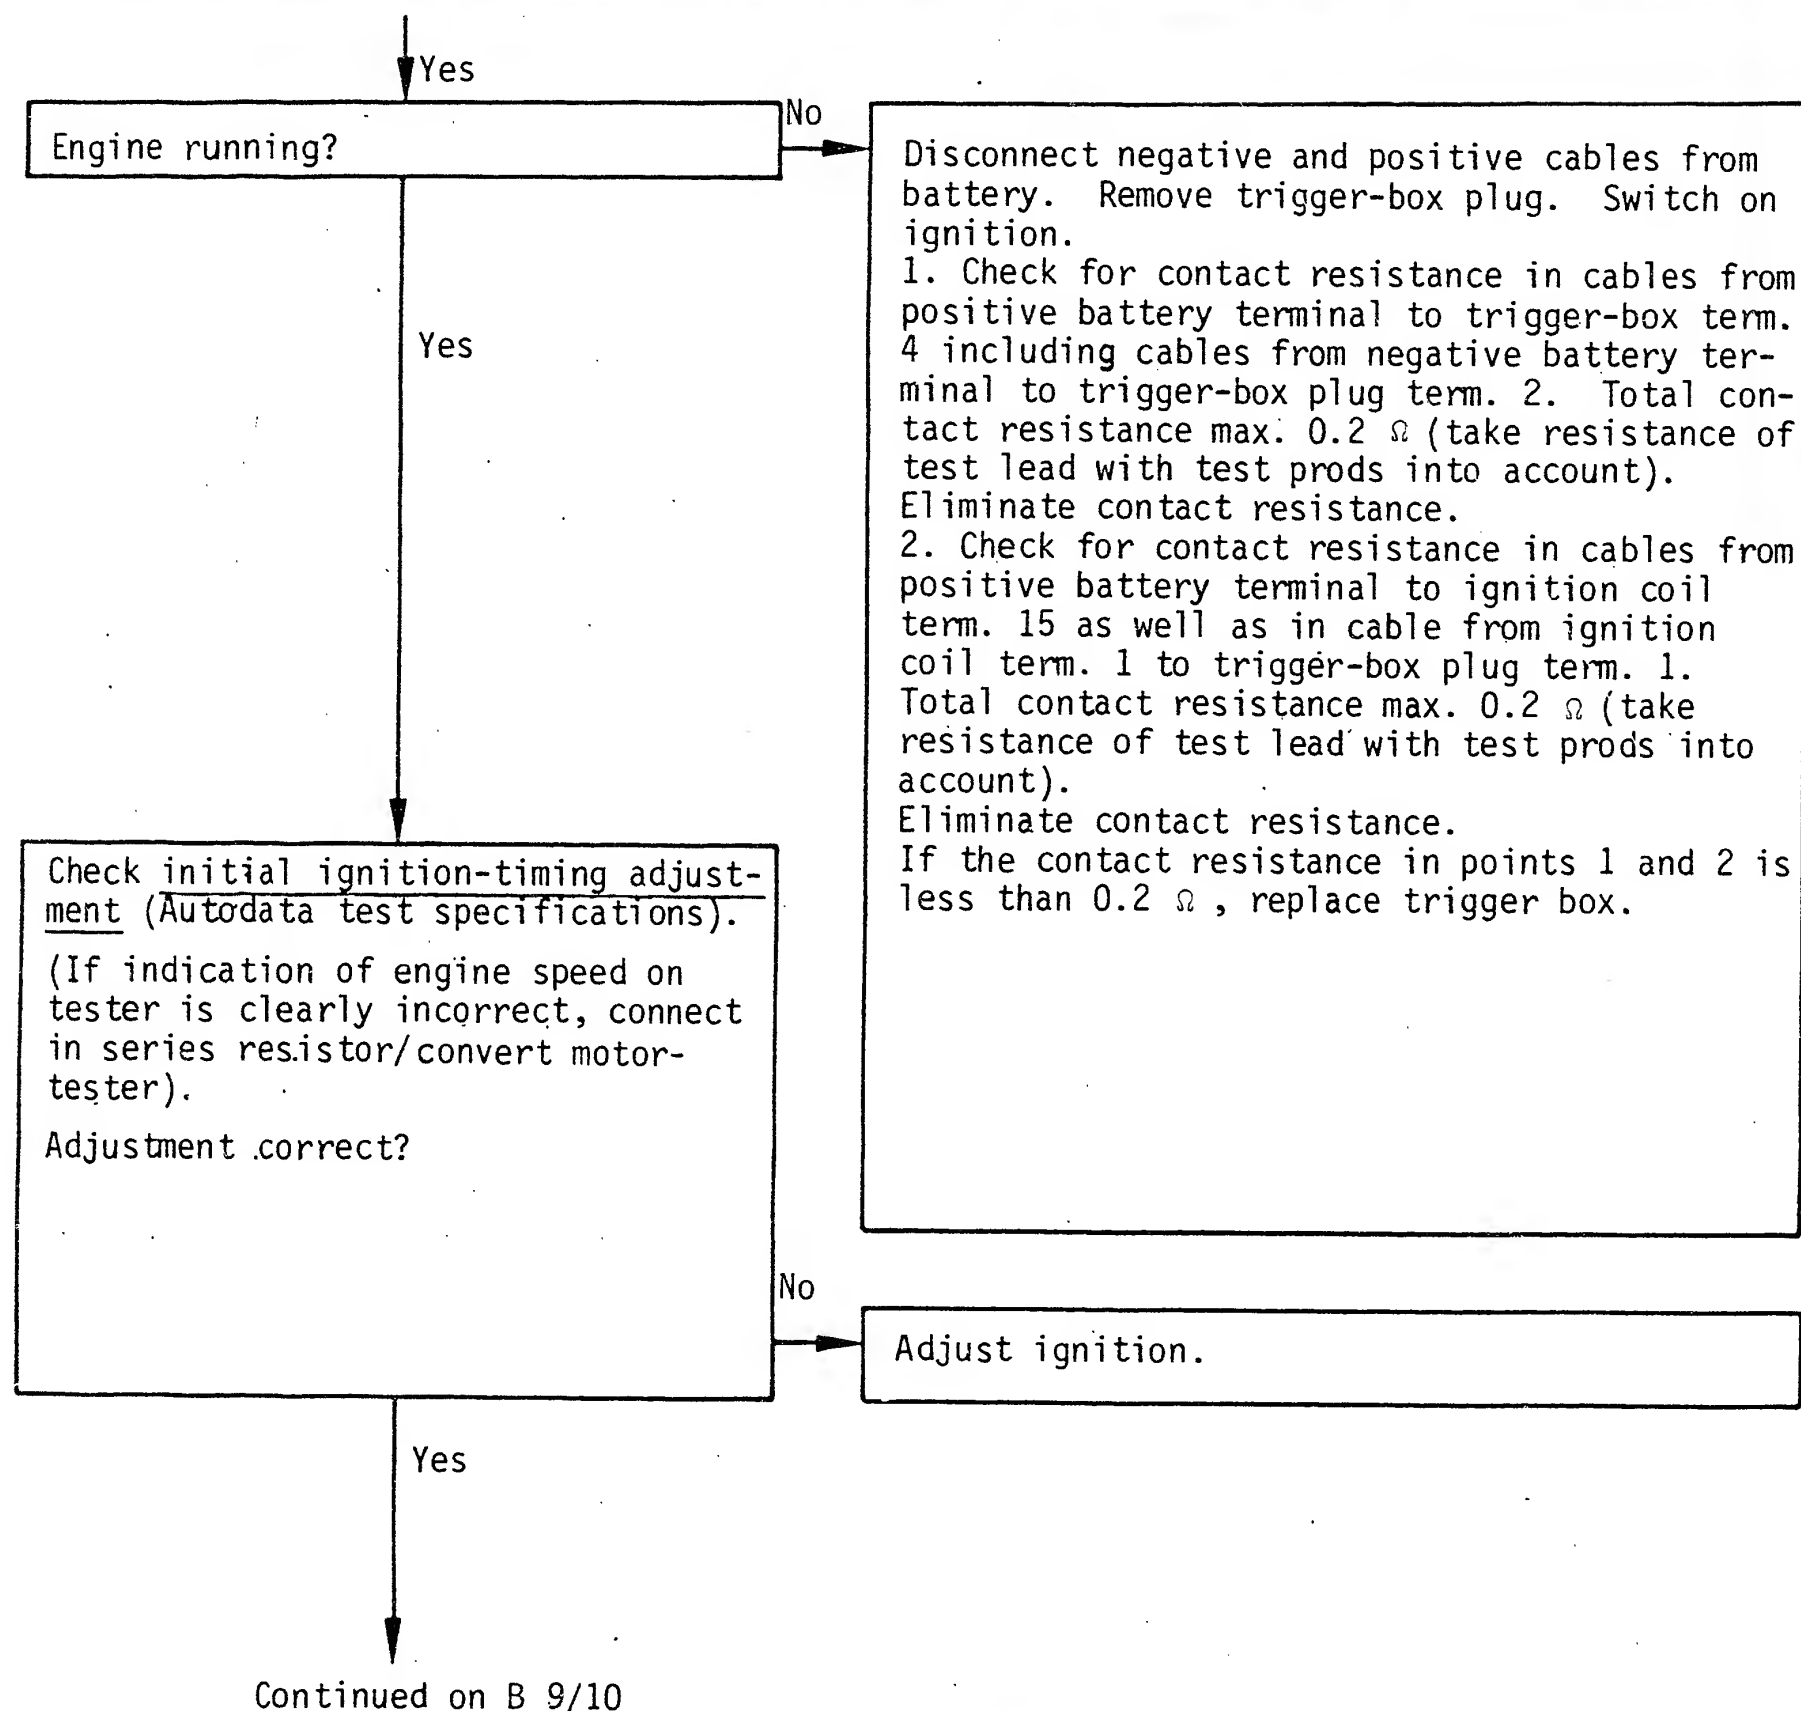 Yes
Engine running?
No
Disconnect negative and positive cables from
battery. Remove trigger-box plug. Switch on
ignition.
1. Check for contact resistance in cables from
positive battery terminal to trigger-box term.
4 including cables from negative battery ter-
minal to trigger-box plug term. 2. Total con-
tact resistance max. 0.2 Ω (take resistance of
test lead with test prods into account).
Eliminate contact resistance.
2. Check for contact resistance in cables from
positive battery terminal to ignition coil
term. 15 as well as in cable from ignition
coil term. 1 to trigger-box plug term. 1.
Total contact resistance max. 0.2 Ω (take
resistance of test lead with test prods into
account).
Eliminate contact resistance.
If the contact resistance in points 1 and 2 is
less than 0.2 Ω , replace trigger box.
Yes
Check initial ignition-timing adjust-
ment (Autodata test specifications).
(If indication of engine speed on
tester is clearly incorrect, connect
in series resistor/convert motor-
tester).
Adjustment correct?
No
Adjust ignition.
Yes
Continued on B 9/10